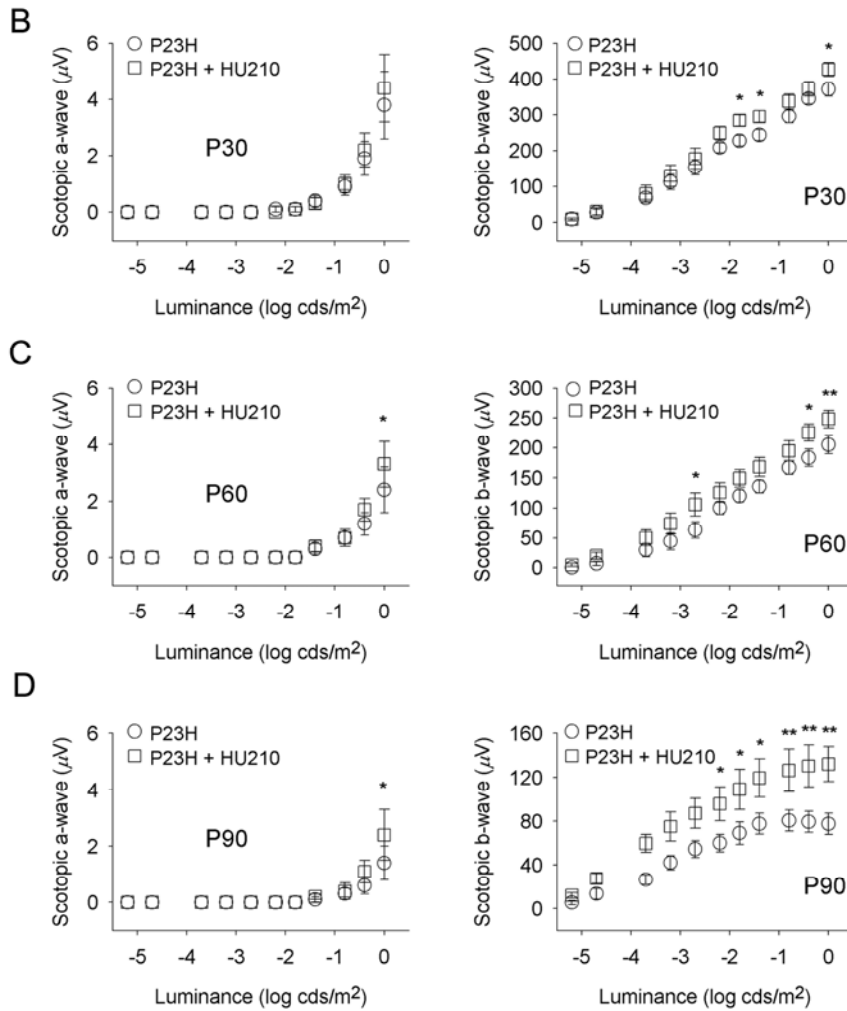 B
6
4
2
0
Scotopic a-wave (μV)
P23H
P23H + HU210
P30
-5 -4 -3 -2 -1 0
Luminance (log cds/m2)
500
400
300
200
100
0
Scotopic b-wave (μV)
P23H
P23H + HU210
* * *
P30
-5 -4 -3 -2 -1 0
Luminance (log cds/m2)
C
6
4
2
0
Scotopic a-wave (μV)
P23H
P23H + HU210
*
P60
-5 -4 -3 -2 -1 0
Luminance (log cds/m2)
300
250
200
150
100
50
0
Scotopic b-wave (μV)
P23H
P23H + HU210
* * **
P60
-5 -4 -3 -2 -1 0
Luminance (log cds/m2)
D
6
4
2
0
Scotopic a-wave (μV)
P23H
P23H + HU210
*
P90
-5 -4 -3 -2 -1 0
Luminance (log cds/m2)
160
120
80
40
0
Scotopic b-wave (μV)
P23H
P23H + HU210
* * * ** ** **
P90
-5 -4 -3 -2 -1 0
Luminance (log cds/m2)